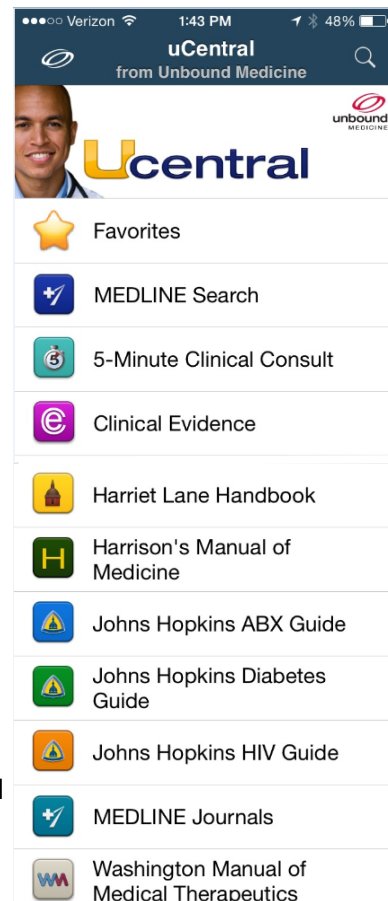 Verizon 1:43 PM 48%
uCentral
from Unbound Medicine
unbound
MEDICINE
Ucentral
Favorites
MEDLINE Search
5
5-Minute Clinical Consult
e
Clinical Evidence
Harriet Lane Handbook
H
Harrison's Manual of
Medicine
Johns Hopkins ABX Guide
Johns Hopkins Diabetes
Guide
Johns Hopkins HIV Guide
MEDLINE Journals
WM
Washington Manual of
Medical Therapeutics